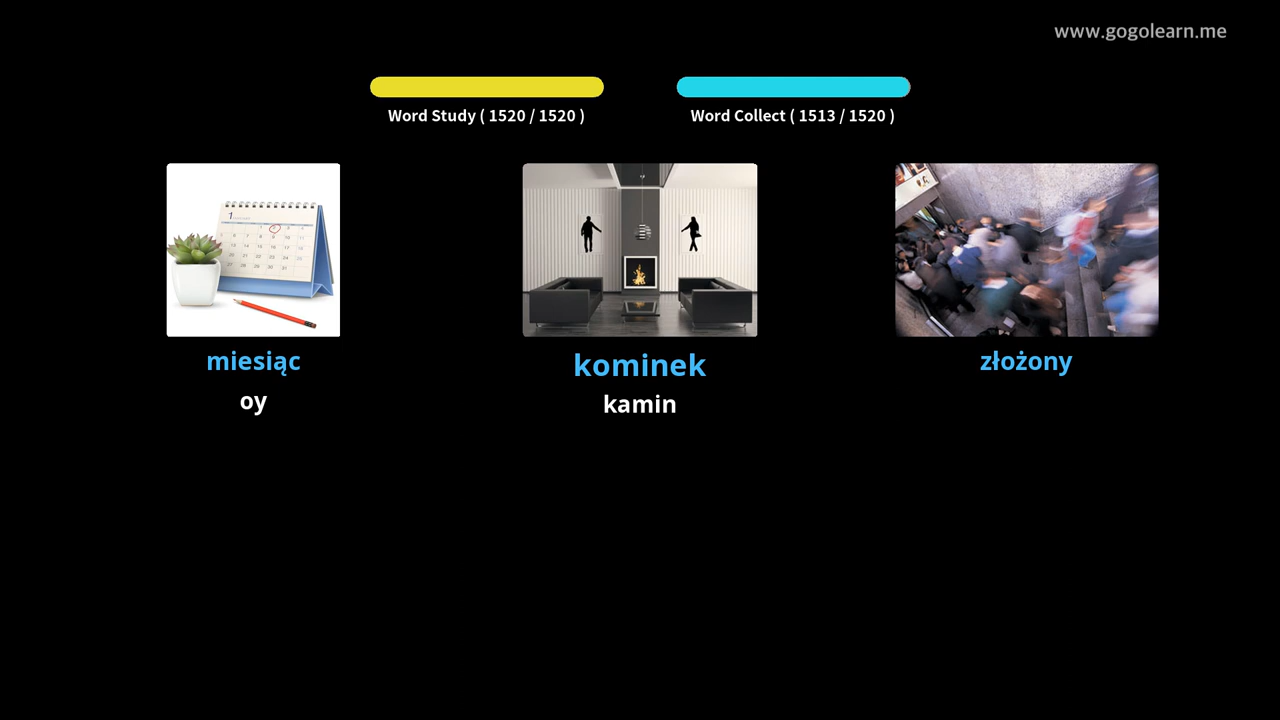 www.gogolearn.me
Word Study ( 1520 / 1520 )
Word Collect ( 1513 / 1520 )
miesiąc
oy
kominek
kamin
złożony